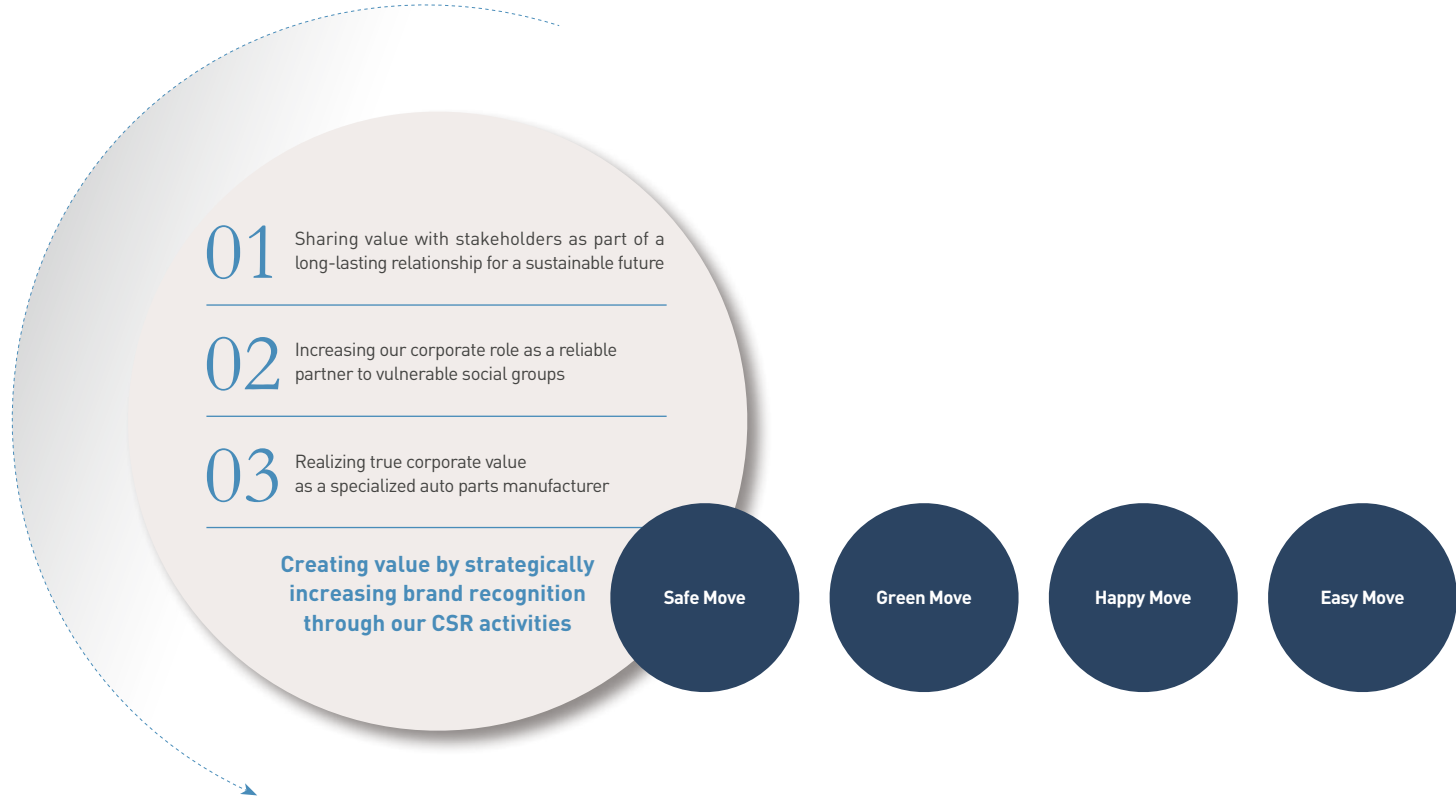 01
Sharing value with stakeholders as part of a
long-lasting relationship for a sustainable future
02
Increasing our corporate role as a reliable
partner to vulnerable social groups
03
Realizing true corporate value
as a specialized auto parts manufacturer
Creating value by strategically
increasing brand recognition
through our CSR activities
Safe Move
Green Move
Happy Move
Easy Move